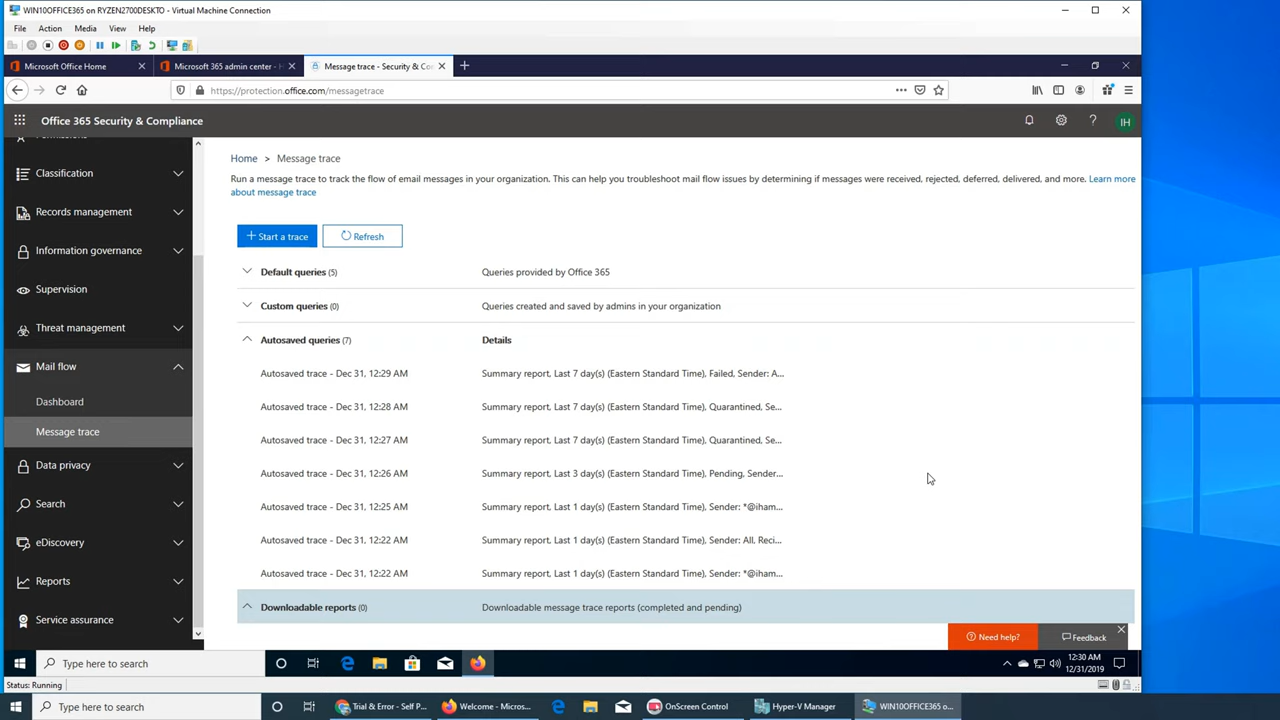 WIN10OFFICE365 on RYZEN2700DESKTO - Virtual Machine Connection
File Action Media View Help
Microsoft Office Home
Microsoft 365 admin center -
Message trace - Security & Co
https://protection.office.com/messagetrace
Office 365 Security & Compliance
IH
Classification
Records management
Information governance
Supervision
Threat management
Mail flow
Dashboard
Message trace
Data privacy
Search
eDiscovery
Reports
Service assurance
Home > Message trace
Run a message trace to track the flow of email messages in your organization. This can help you troubleshoot mail flow issues by determining if messages were received, rejected, deferred, delivered, and more. Learn more
about message trace
+ Start a trace
Refresh
Default queries (5) Queries provided by Office 365
Custom queries (0) Queries created and saved by admins in your organization
Autosaved queries (7) Details
Autosaved trace - Dec 31, 12:29 AM Summary report, Last 7 day(s) (Eastern Standard Time), Failed, Sender: A...
Autosaved trace - Dec 31, 12:28 AM Summary report, Last 7 day(s) (Eastern Standard Time), Quarantined, Se...
Autosaved trace - Dec 31, 12:27 AM Summary report, Last 7 day(s) (Eastern Standard Time), Quarantined, Se...
Autosaved trace - Dec 31, 12:26 AM Summary report, Last 3 day(s) (Eastern Standard Time), Pending, Sender...
Autosaved trace - Dec 31, 12:25 AM Summary report, Last 1 day(s) (Eastern Standard Time), Sender: *@iham...
Autosaved trace - Dec 31, 12:22 AM Summary report, Last 1 day(s) (Eastern Standard Time), Sender: All, Reci...
Autosaved trace - Dec 31, 12:22 AM Summary report, Last 1 day(s) (Eastern Standard Time), Sender: *@iham...
Downloadable reports (0) Downloadable message trace reports (completed and pending)
Need help?
Feedback
Type here to search
12:30 AM
12/31/2019
Status: Running
Type here to search
Trial & Error - Self P...
Welcome - Micros...
OnScreen Control
Hyper-V Manager
WIN10OFFICE365 o...